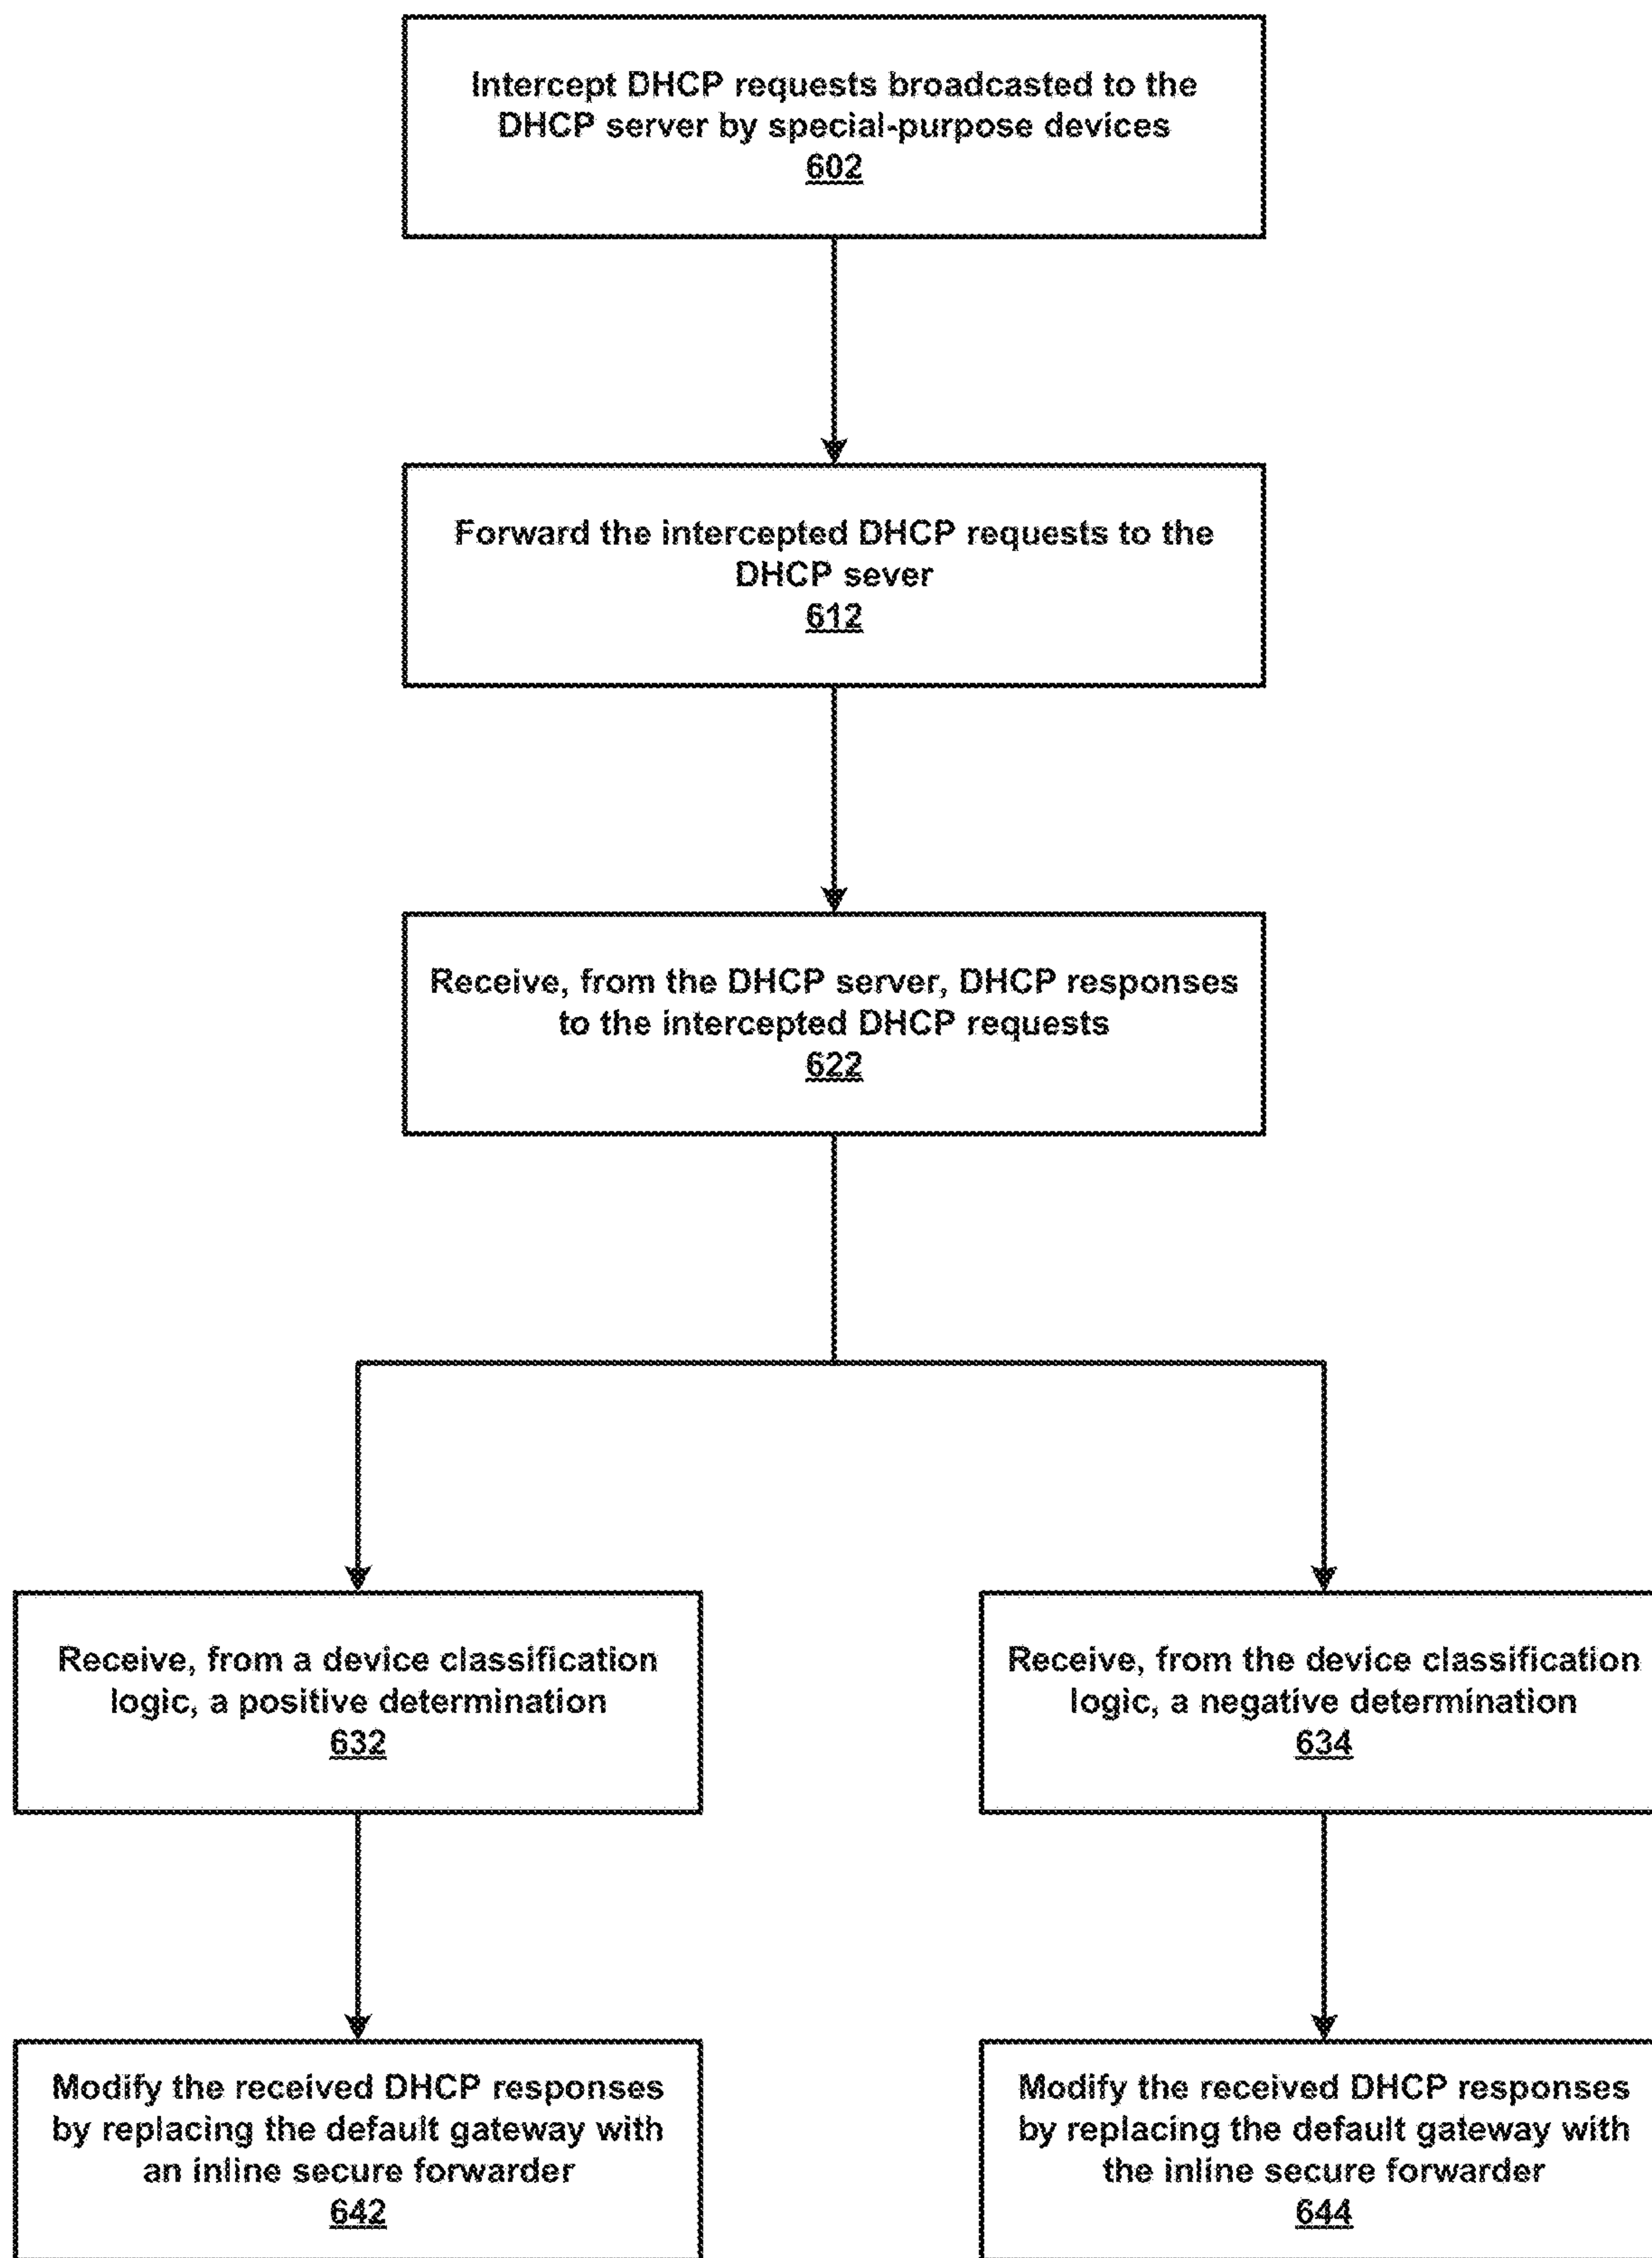 Intercept DHCP requests broadcasted to the
DHCP server by special-purpose devices
602
Forward the intercepted DHCP requests to the
DHCP sever
612
Receive, from the DHCP server, DHCP responses
to the intercepted DHCP requests
622
Receive, from a device classification
logic, a positive determination
632
Receive, from the device classification
logic, a negative determination
634
Modify the received DHCP responses
by replacing the default gateway with
an inline secure forwarder
642
Modify the received DHCP responses
by replacing the default gateway with
the inline secure forwarder
644